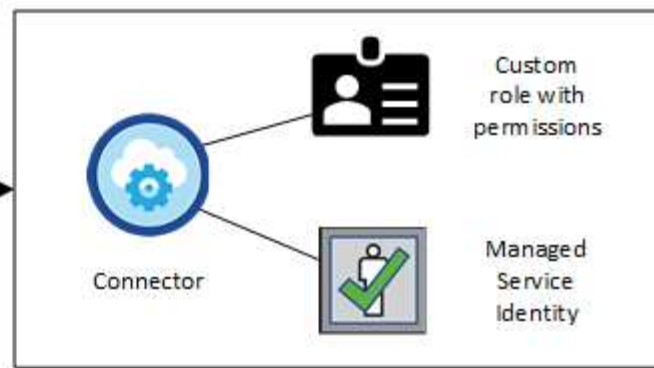 Custom
role with
permissions
Connector
Managed
Service
Identity